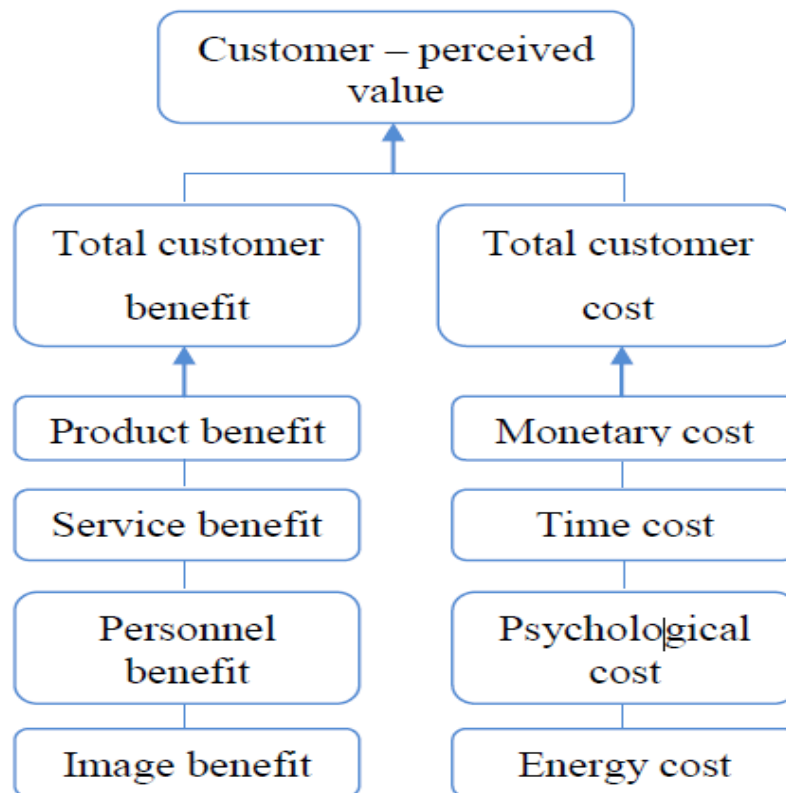 Customer – perceived
value
Total customer
benefit
Total customer
cost
Product benefit
Monetary cost
Service benefit
Time cost
Personnel
benefit
Psychological
cost
Image benefit
Energy cost